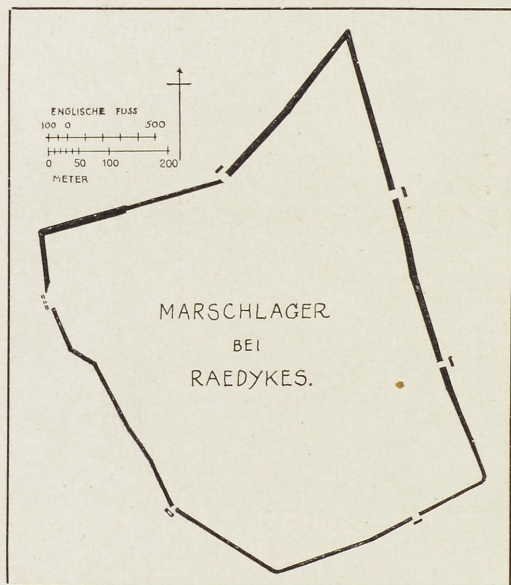 ENGLISCHE FUSS
100 0 500
0 50 100 200
METER
MARSCHLAGER
BEI
RAEDYKES.